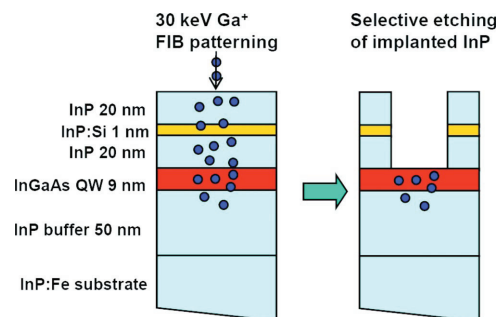 30 keV Ga⁺
FIB patterning
Selective etching
of implanted InP
InP 20 nm
InP:Si 1 nm
InP 20 nm
InGaAs QW 9 nm
InP buffer 50 nm
InP:Fe substrate